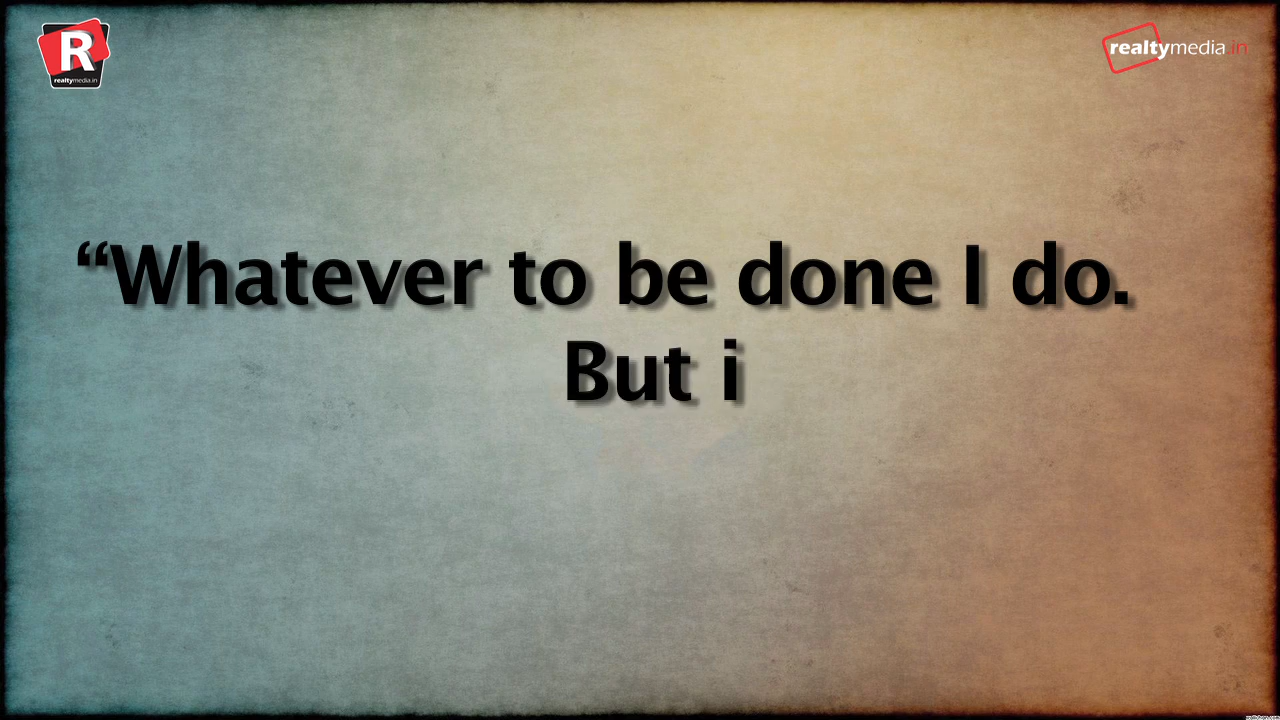 R
realtymedia.in
realtymedia.in
“Whatever to be done I do.
But i